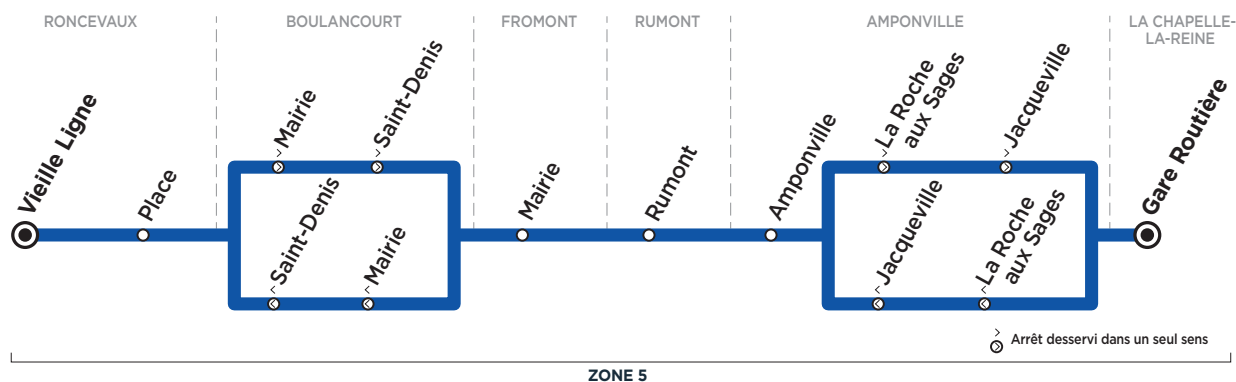 RONCEVAUX
BOULANCOURT
FROMONT
RUMONT
AMPONVILLE
LA CHAPELLE-
LA-REINE
Vieille Ligne
Place
Mairie
Saint-Denis
Saint-Denis
Mairie
Mairie
Rumont
Amponville
La Roche
aux Sages
Jacqueville
Jacqueville
La Roche
aux Sages
Gare Routière
Arrêt desservi dans un seul sens
ZONE 5